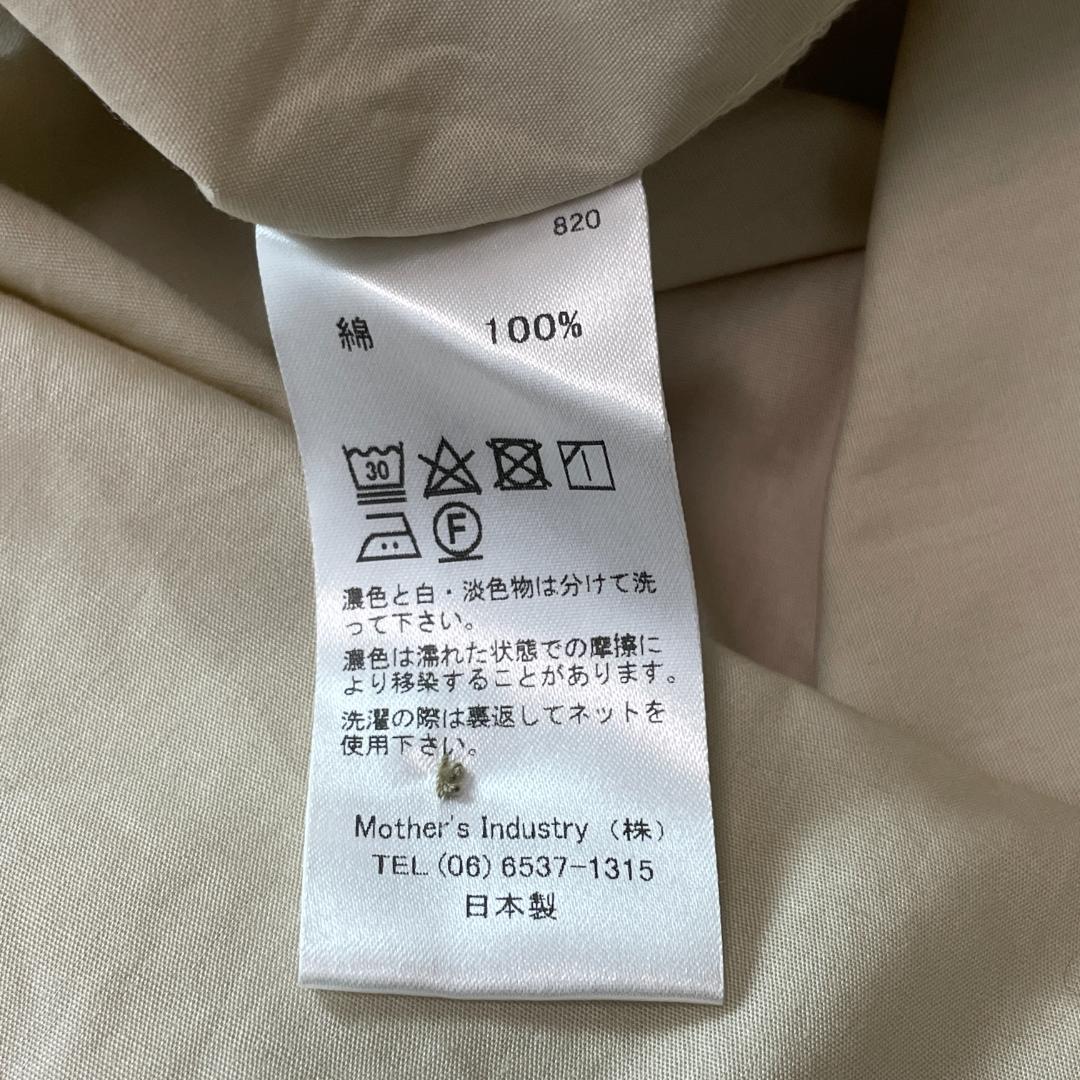 820
綿 100%
30
F
濃色と白・淡色物は分けて洗
って下さい。
濃色は濡れた状態での摩擦に
より移染することがあります。
洗濯の際は裏返してネットを
使用下さい。
Mother's Industry （株）
TEL (06) 6537-1315
日本製